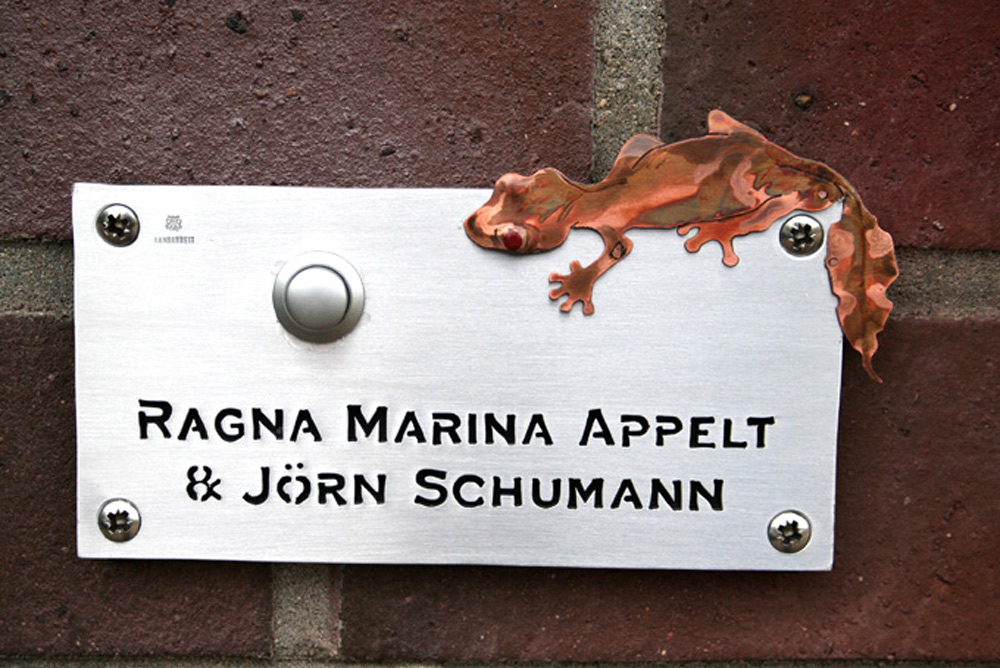 RAGNA MARINA APPELT
& JÖRN SCHUMANN